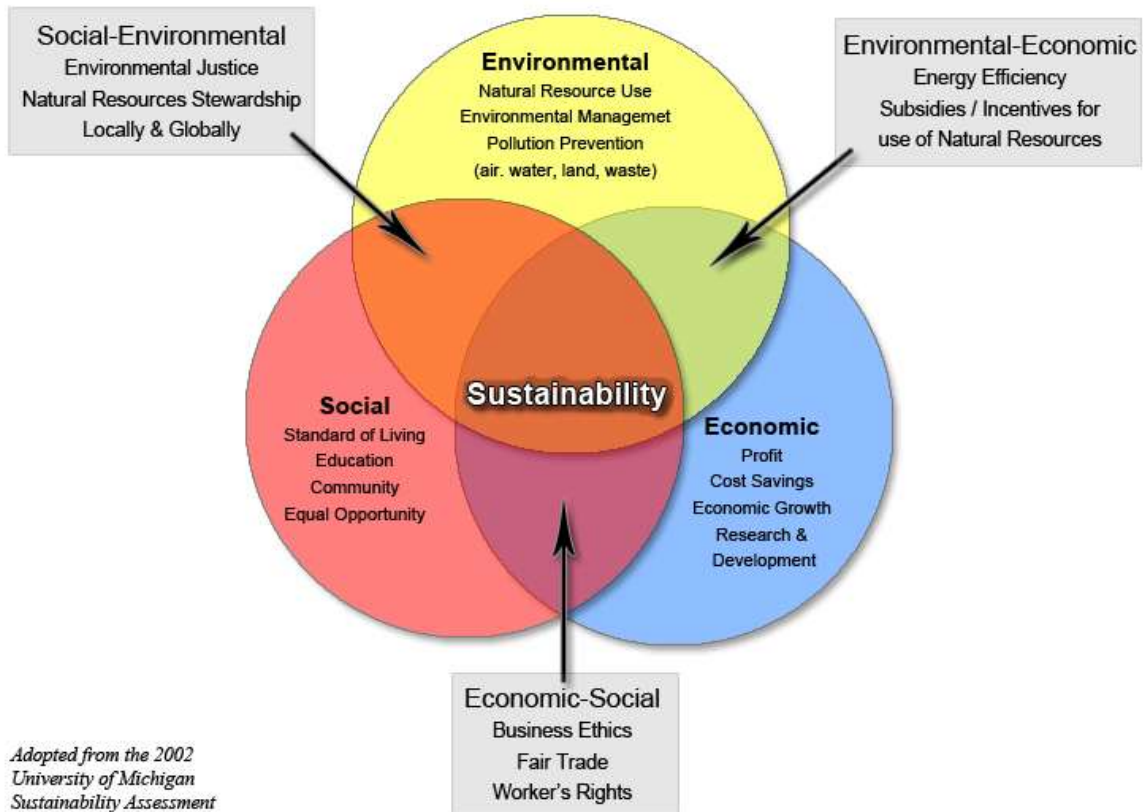 Social-Environmental
Environmental Justice
Natural Resources Stewardship
Locally & Globally
Environmental
Natural Resource Use
Environmental Managemet
Pollution Prevention
(air. water, land, waste)
Environmental-Economic
Energy Efficiency
Subsidies / Incentives for
use of Natural Resources
Sustainability
Social
Standard of Living
Education
Community
Equal Opportunity
Economic
Profit
Cost Savings
Economic Growth
Research &
Development
Economic-Social
Business Ethics
Fair Trade
Worker's Rights
Adopted from the 2002
University of Michigan
Sustainability Assessment